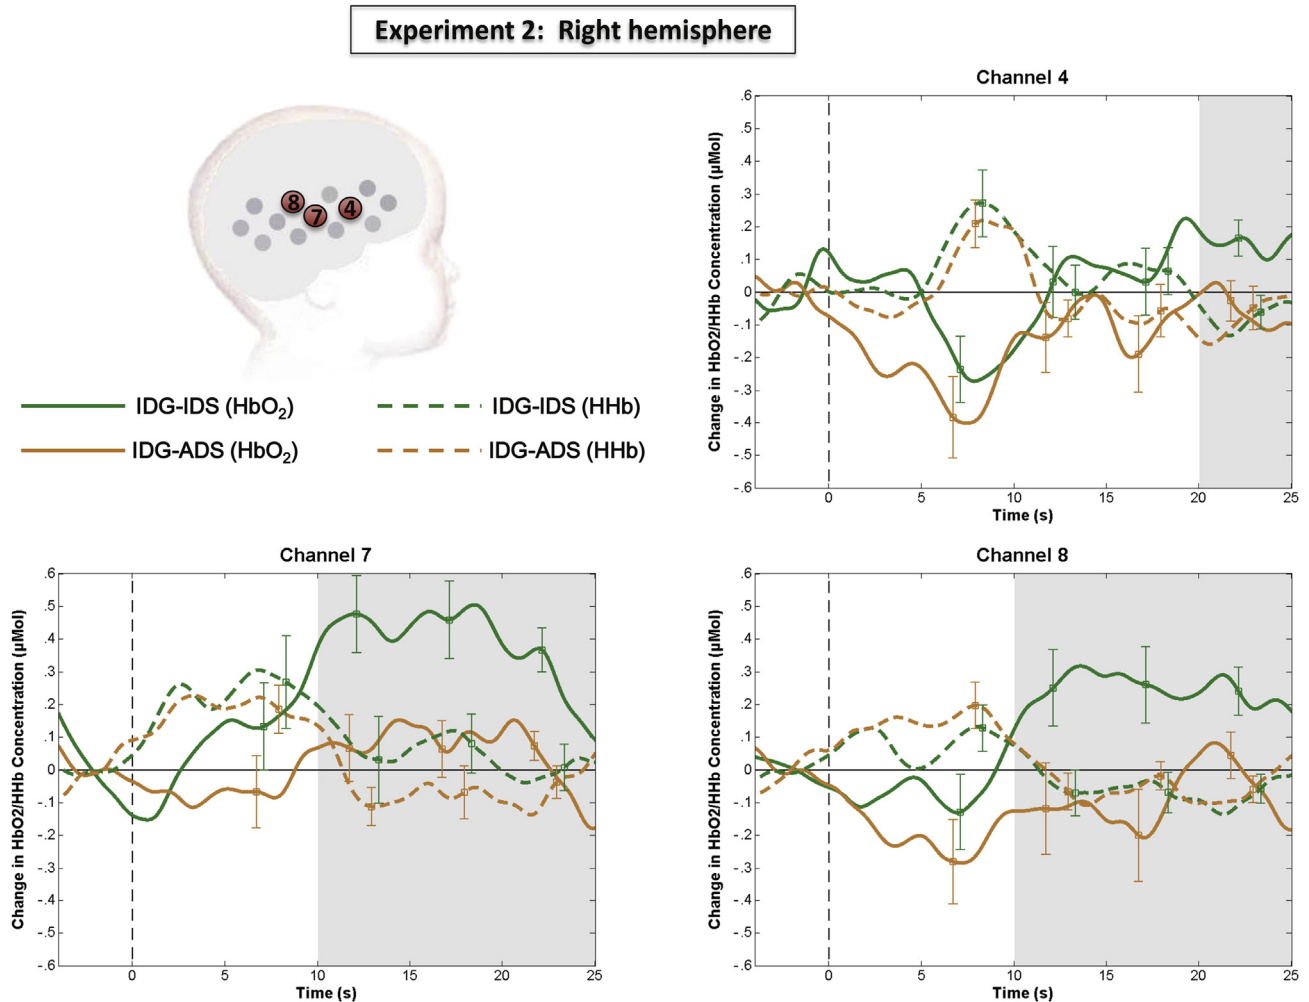 Experiment 2: Right hemisphere
8
7
4
IDG-IDS (HbO2)
IDG-IDS (HHb)
IDG-ADS (HbO2)
IDG-ADS (HHb)
Channel 4
Change in HbO2/HHb Concentration (µMol)
.6
.5
.4
.3
.2
.1
0
-.1
-.2
-.3
-.4
-.5
-.6
0 5 10 15 20 25
Time (s)
Channel 7
Change in HbO2/HHb Concentration (µMol)
.6
.5
.4
.3
.2
.1
0
-.1
-.2
-.3
-.4
-.5
-.6
0 5 10 15 20 25
Time (s)
Channel 8
Change in HbO2/HHb Concentration (µMol)
.6
.5
.4
.3
.2
.1
0
-.1
-.2
-.3
-.4
-.5
-.6
0 5 10 15 20 25
Time (s)